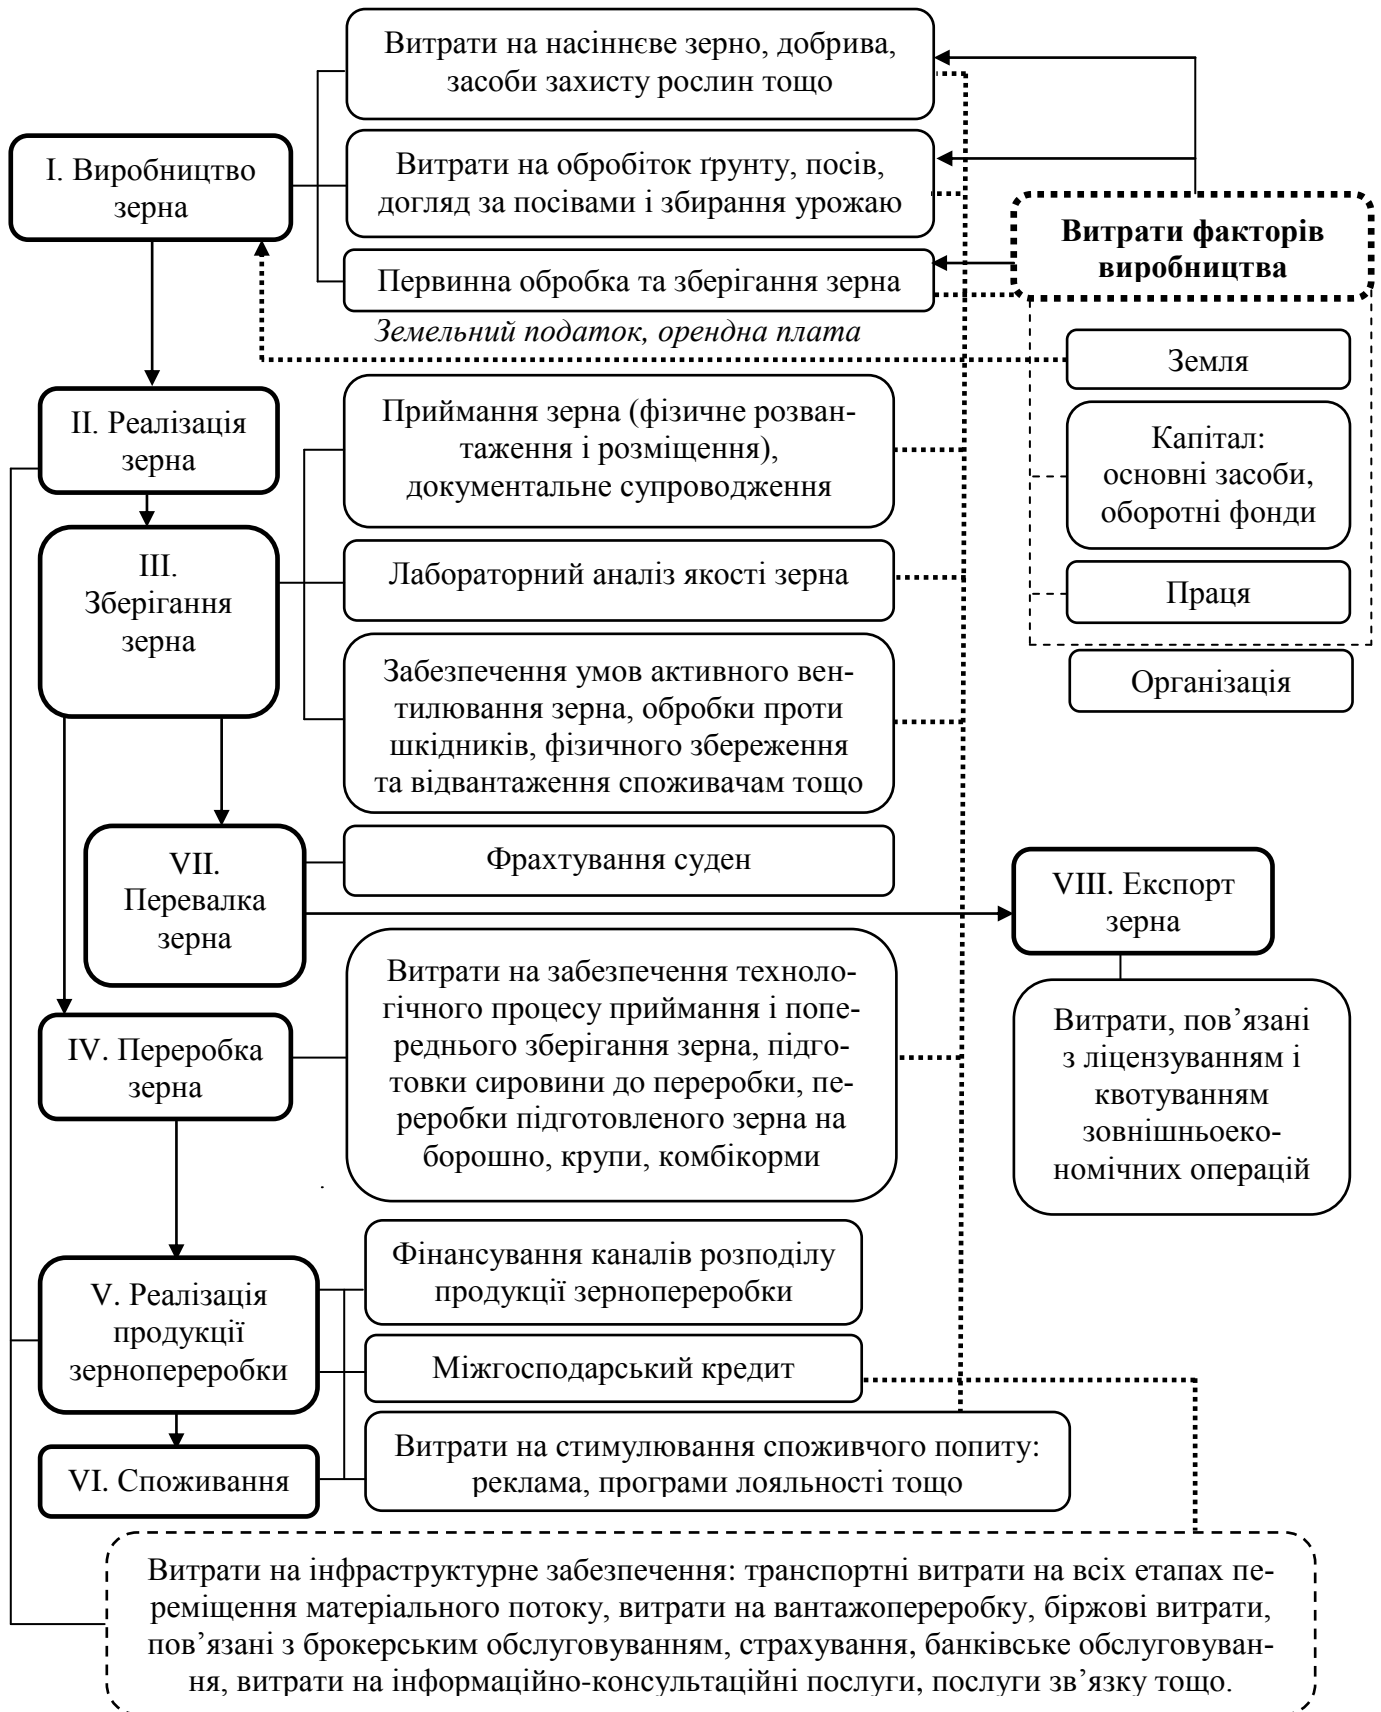 Витрати на насіннєве зерно, добрива,
засоби захисту рослин тощо
І. Виробництво
зерна
Витрати на обробіток ґрунту, посів,
догляд за посівами і збирання урожаю
Витрати факторів
виробництва
Первинна обробка та зберігання зерна
Земельний податок, орендна плата
Земля
ІІ. Реалізація
зерна
Приймання зерна (фізичне розван-
таження і розміщення),
документальне супроводження
Капітал:
основні засоби,
оборотні фонди
ІІІ.
Зберігання
зерна
Лабораторний аналіз якості зерна
Праця
Забезпечення умов активного вен-
тилювання зерна, обробки проти
шкідників, фізичного збереження
та відвантаження споживачам тощо
Організація
VII.
Перевалка
зерна
Фрахтування суден
VIII. Експорт
зерна
Витрати на забезпечення техноло-
гічного процесу приймання і попе-
реднього зберігання зерна, підго-
товки сировини до переробки, пе-
реробки підготовленого зерна на
борошно, крупи, комбікорми
Витрати, пов’язані
з ліцензуванням і
квотуванням
зовнішньоеко-
номічних операцій
IV. Переробка
зерна
.
V. Реалізація
продукції
зернопереробки
Фінансування каналів розподілу
продукції зернопереробки
Міжгосподарський кредит
VI. Споживання
Витрати на стимулювання споживчого попиту:
реклама, програми лояльності тощо
Витрати на інфраструктурне забезпечення: транспортні витрати на всіх етапах пе-
реміщення матеріального потоку, витрати на вантажопереробку, біржові витрати,
пов’язані з брокерським обслуговуванням, страхування, банківське обслуговуван-
ня, витрати на інформаційно-консультаційні послуги, послуги зв’язку тощо.